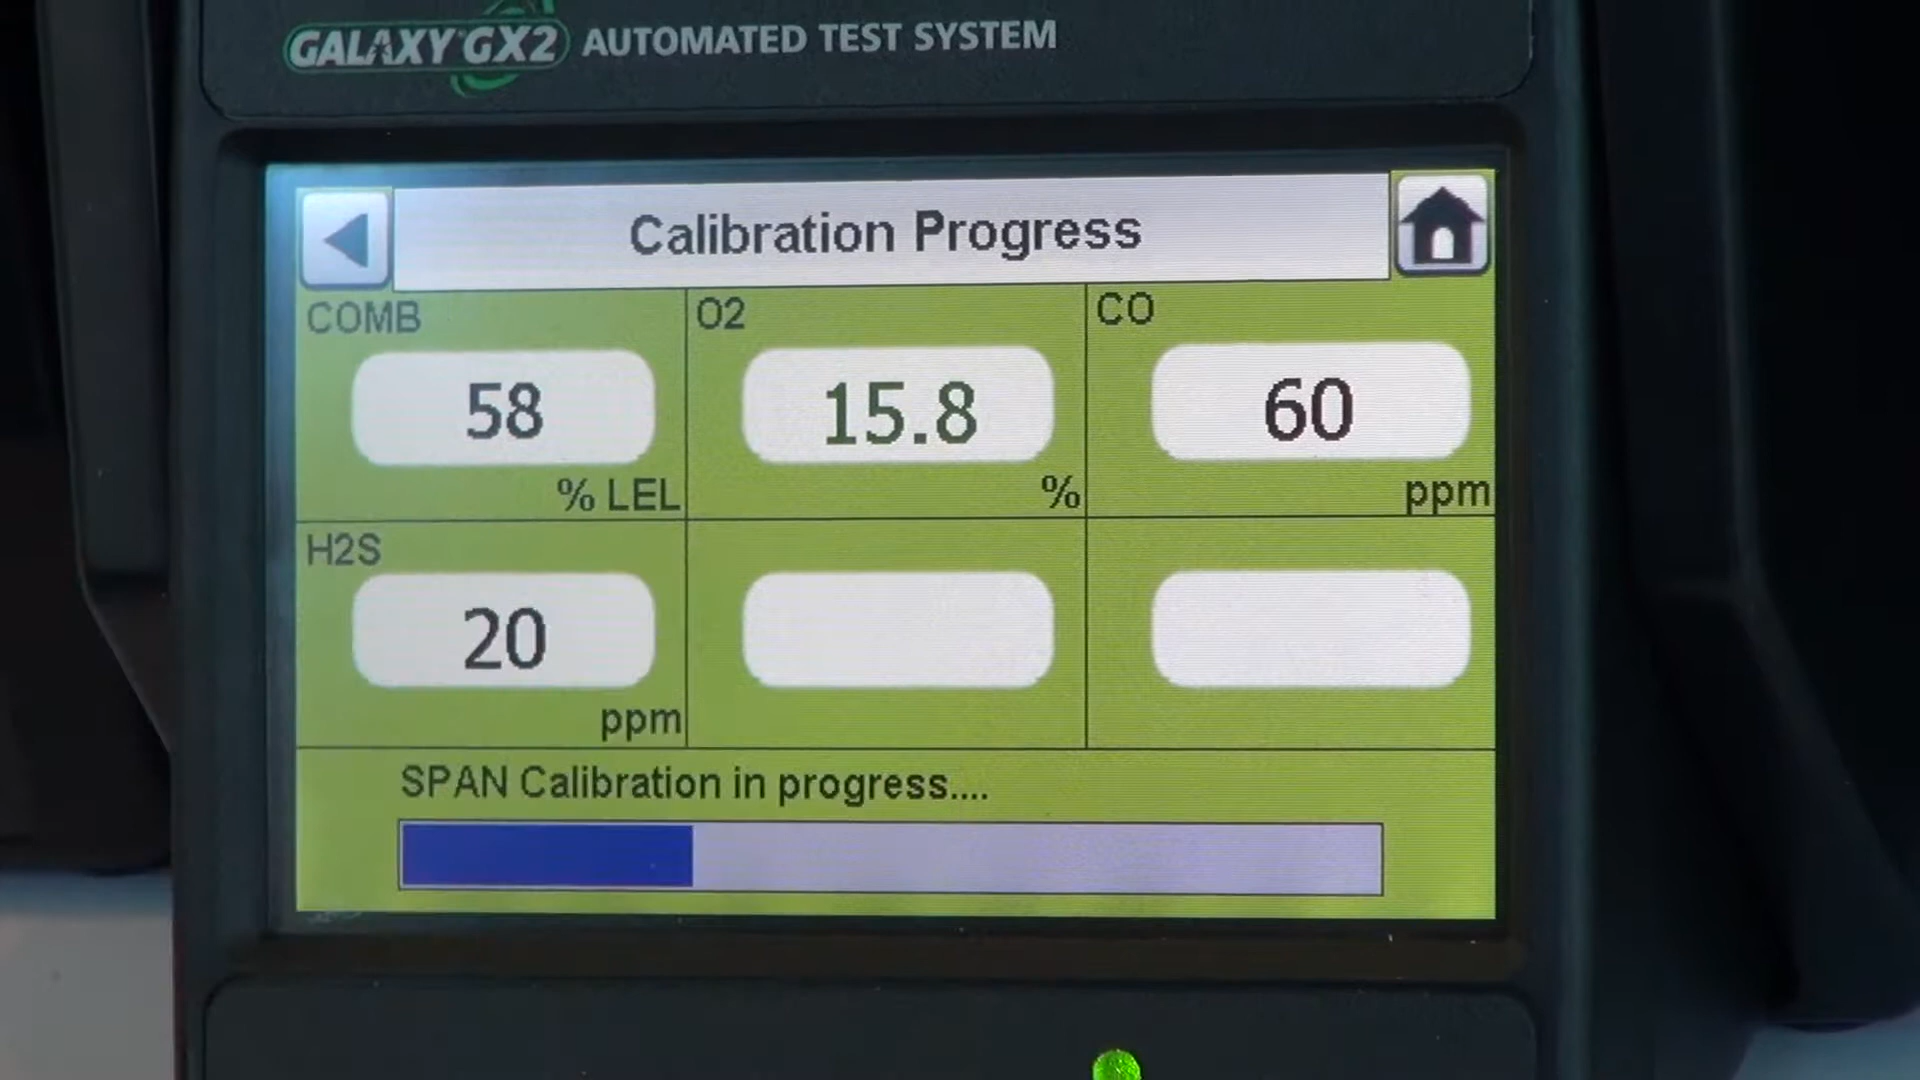 GALAXY GX2 AUTOMATED TEST SYSTEM
Calibration Progress
COMB
O2
CO
58
15.8
60
% LEL
%
ppm
H2S
20
ppm
SPAN Calibration in progress....